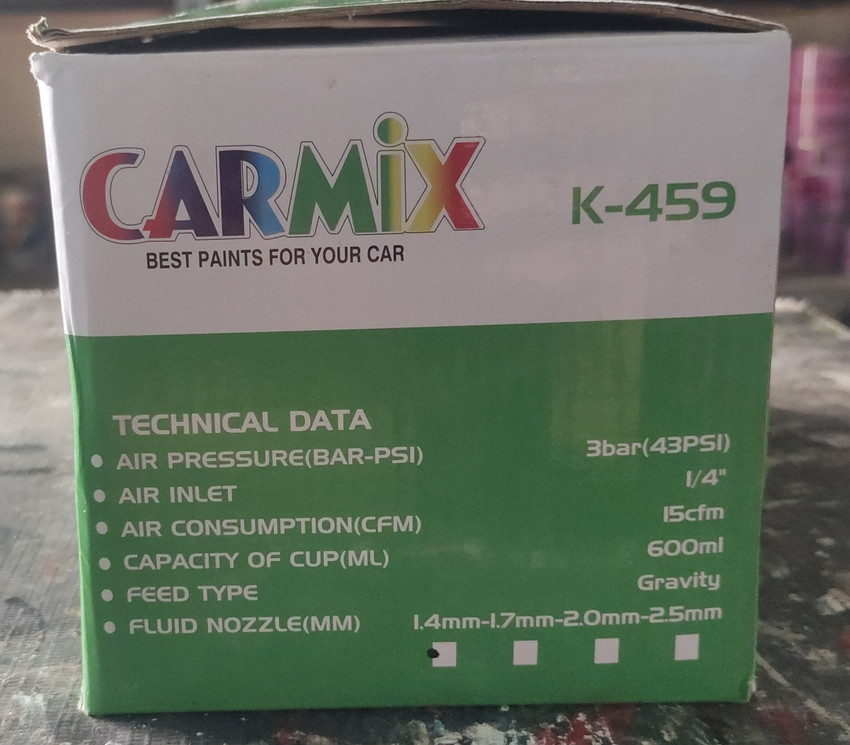 CARMiX
BEST PAINTS FOR YOUR CAR
K-459
TECHNICAL DATA
AIR PRESSURE(BAR-PSI) 3bar(43PSI)
AIR INLET 1/4"
AIR CONSUMPTION(CFM) 15cfm
CAPACITY OF CUP(ML) 600ml
FEED TYPE Gravity
FLUID NOZZLE(MM) 1.4mm-1.7mm-2.0mm-2.5mm